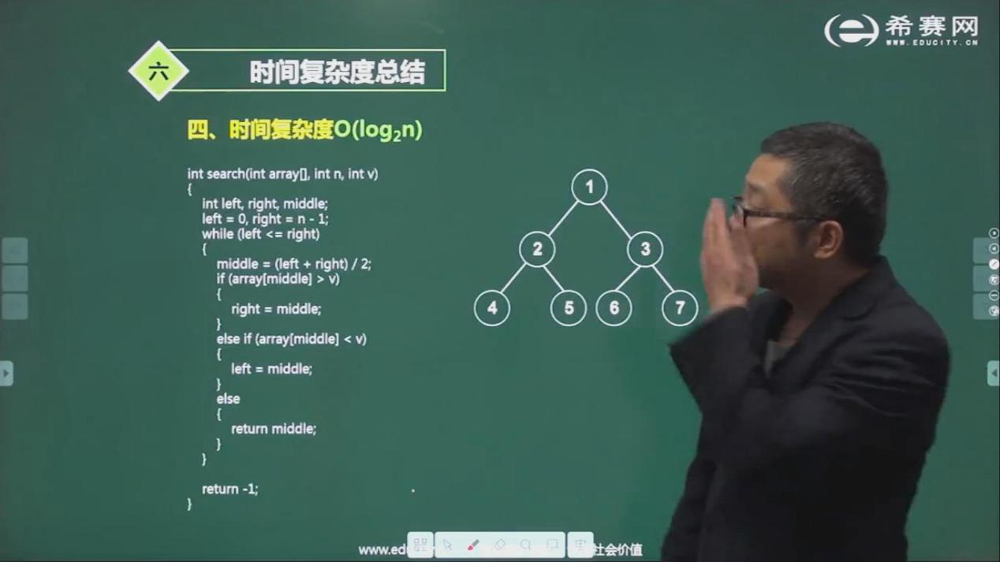 希赛网
WWW.EDUCITY.CN
六
时间复杂度总结
四、时间复杂度O(log₂n)
int search(int array[], int n, int v)
{
int left, right, middle;
left = 0, right = n - 1;
while (left <= right)
{
middle = (left + right) / 2;
if (array[middle] > v)
{
right = middle;
}
else if (array[middle] < v)
{
left = middle;
}
else
{
return middle;
}
}
return -1;
}
1
2
3
4
5
6
7
www.edu
社会价值